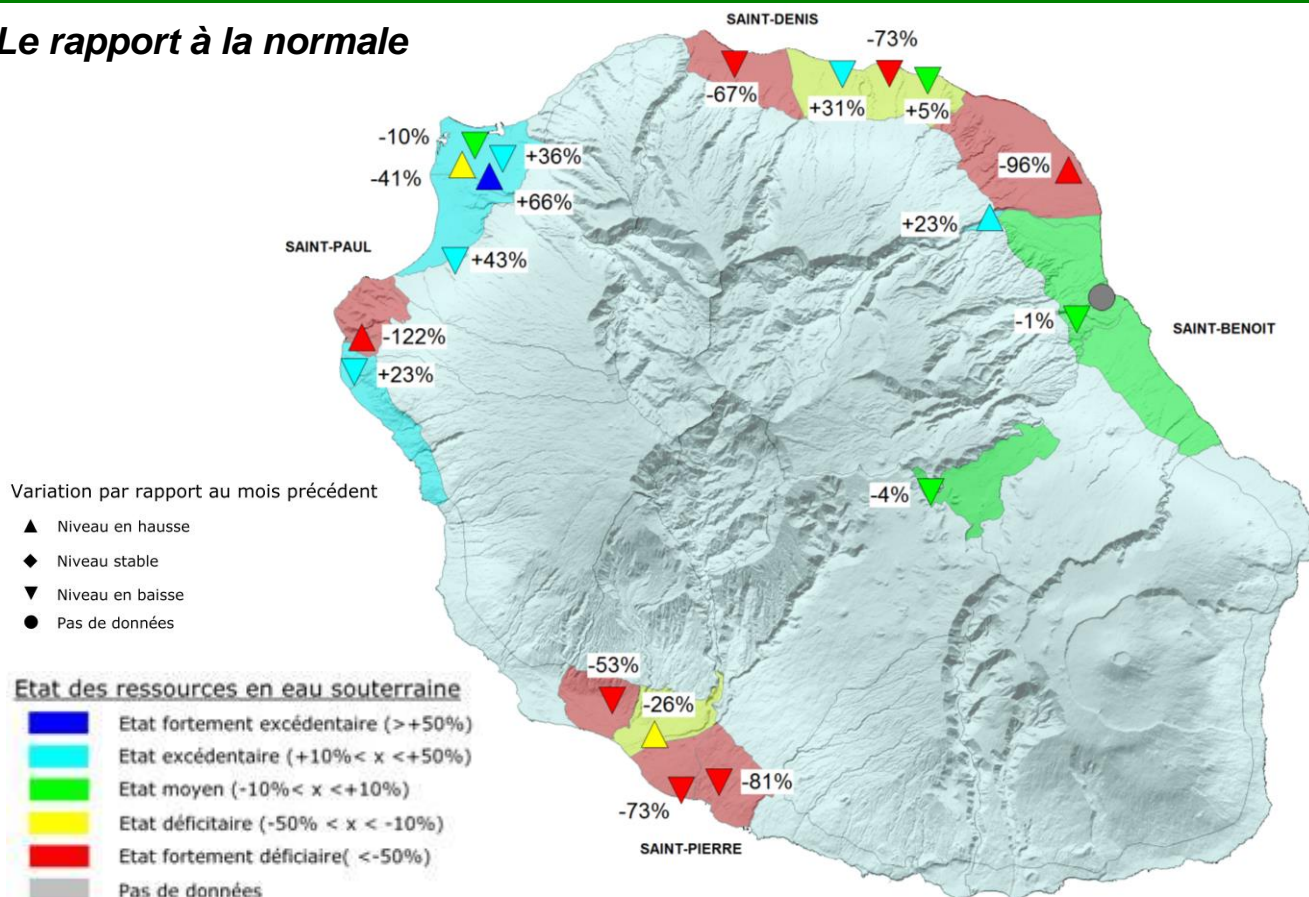 Le rapport à la normale
SAINT-DENIS
-73%
-67%
+31%
+5%
-10%
+36%
-41%
+66%
-96%
+23%
SAINT-PAUL
+43%
-122%
+23%
-1%
SAINT-BENOIT
-4%
Variation par rapport au mois précédent
Niveau en hausse
Niveau stable
Niveau en baisse
Pas de données
-53%
-26%
-81%
-73%
SAINT-PIERRE
Etat des ressources en eau souterraine
Etat fortement excédentaire (>+50%)
Etat excédentaire (+10%< x <+50%)
Etat moyen (-10%< x <+10%)
Etat déficitaire (-50% < x < -10%)
Etat fortement déficiaire( <-50%)
Pas de données